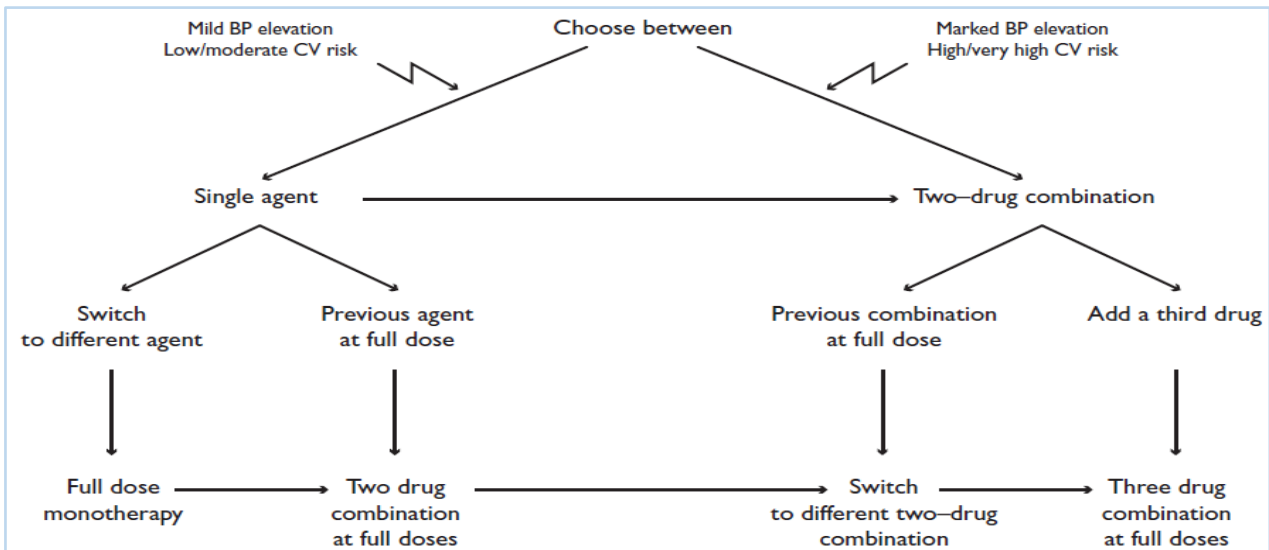 Mild BP elevation
Low/moderate CV risk
Choose between
Marked BP elevation
High/very high CV risk
Single agent
Two–drug combination
Switch
to different agent
Previous agent
at full dose
Previous combination
at full dose
Add a third drug
Full dose
monotherapy
Two drug
combination
at full doses
Switch
to different two–drug
combination
Three drug
combination
at full doses